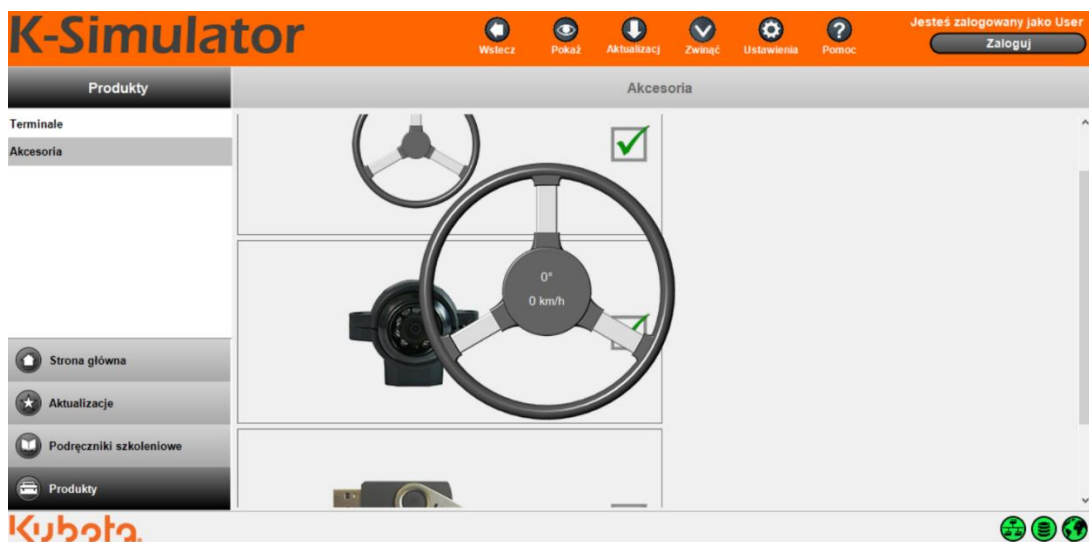 K-Simulator
Wstecz
Pokaż
Aktualizacj
Zwinąć
Ustawienia
Pomoc
Jesteś zalogowany jako User
Zaloguj
Produkty
Akcesoria
Terminale
Akcesoria
0°
0 km/h
Strona główna
Aktualizacje
Podręczniki szkoleniowe
Produkty
Kubota